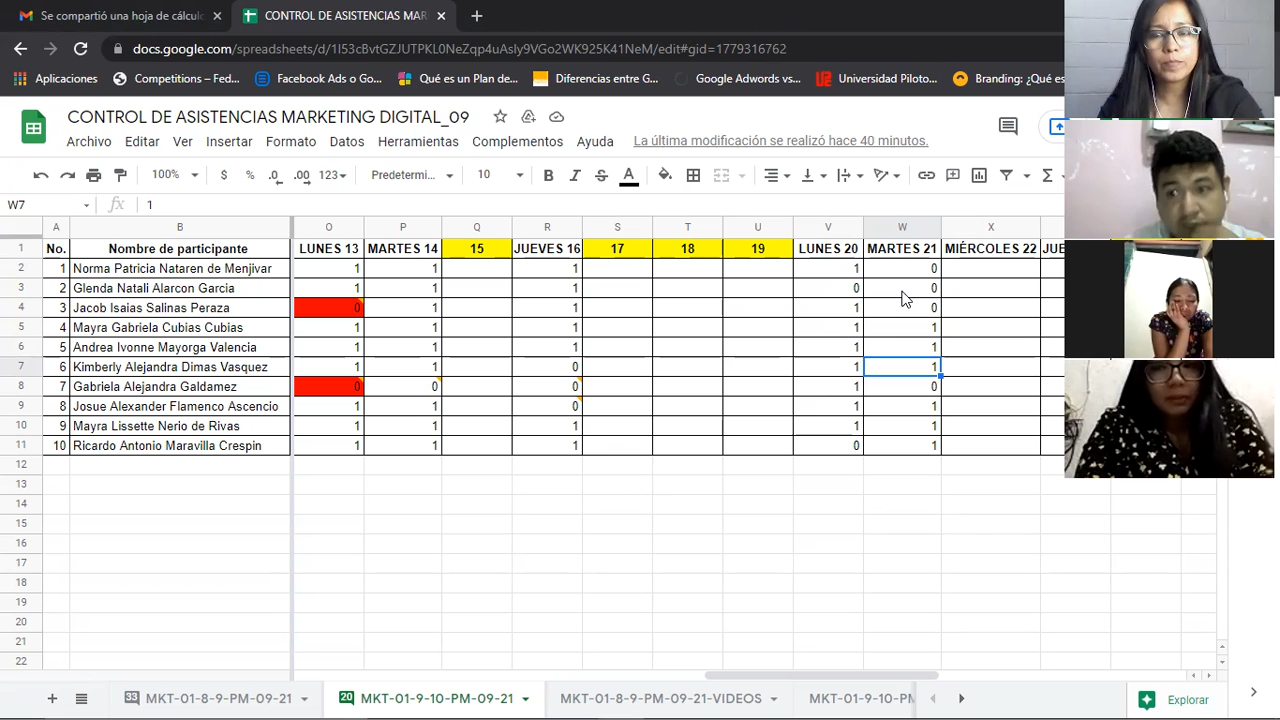 Se compartió una hoja de cálcul
CONTROL DE ASISTENCIAS MAR
docs.google.com/spreadsheets/d/1I53cBvtGZJUTPKL0NeZqqzuAsIy9VGo2WK925K41NeM/edit#gid=1779316762
Aplicaciones Competitions – Fed... Facebook Ads o Go... Qué es un plan de... Diferencias entre G... Google Adwords vs... Universidad Piloto... Branding: ¿Qué es
CONTROL DE ASISTENCIAS MARKETING DIGITAL_09
Archivo Editar Ver Insertar Formato Datos Herramientas Complementos Ayuda La última modificación se realizó hace 40 minutos.
100% $ % .0 .00 123 Predetermi... 10 B I S A
W7 fx 1
A B O P Q R S T U V W X
1 No. Nombre de participante LUNES 13 MARTES 14 15 JUEVES 16 17 18 19 LUNES 20 MARTES 21 MIÉRCOLES 22 JUE
2 1 Norma Patricia Nataren de Menjivar 1 1 1 1 0
3 2 Glenda Natali Alarcon Garcia 1 1 1 0 0
4 3 Jacob Isaias Salinas Peraza 0 1 1 1 0
5 4 Mayra Gabriela Cubias Cubias 1 1 1 1 1
6 5 Andrea Ivonne Mayorga Valencia 1 1 1 1 1
7 6 Kimberly Alejandra Dimas Vasquez 1 1 0 1 1
8 7 Gabriela Alejandra Galdamez 0 0 0 1 0
9 8 Josue Alexander Flamenco Ascencio 1 1 0 1 1
10 9 Mayra Lissette Nerio de Rivas 1 1 1 1 1
11 10 Ricardo Antonio Maravilla Crespin 1 1 1 0 1
12
13
14
15
16
17
18
19
20
21
22
33 MKT-01-8-9-PM-09-21 20 MKT-01-9-10-PM-09-21 MKT-01-8-9-PM-09-21-VIDEOS MKT-01-9-10-PM Explorar